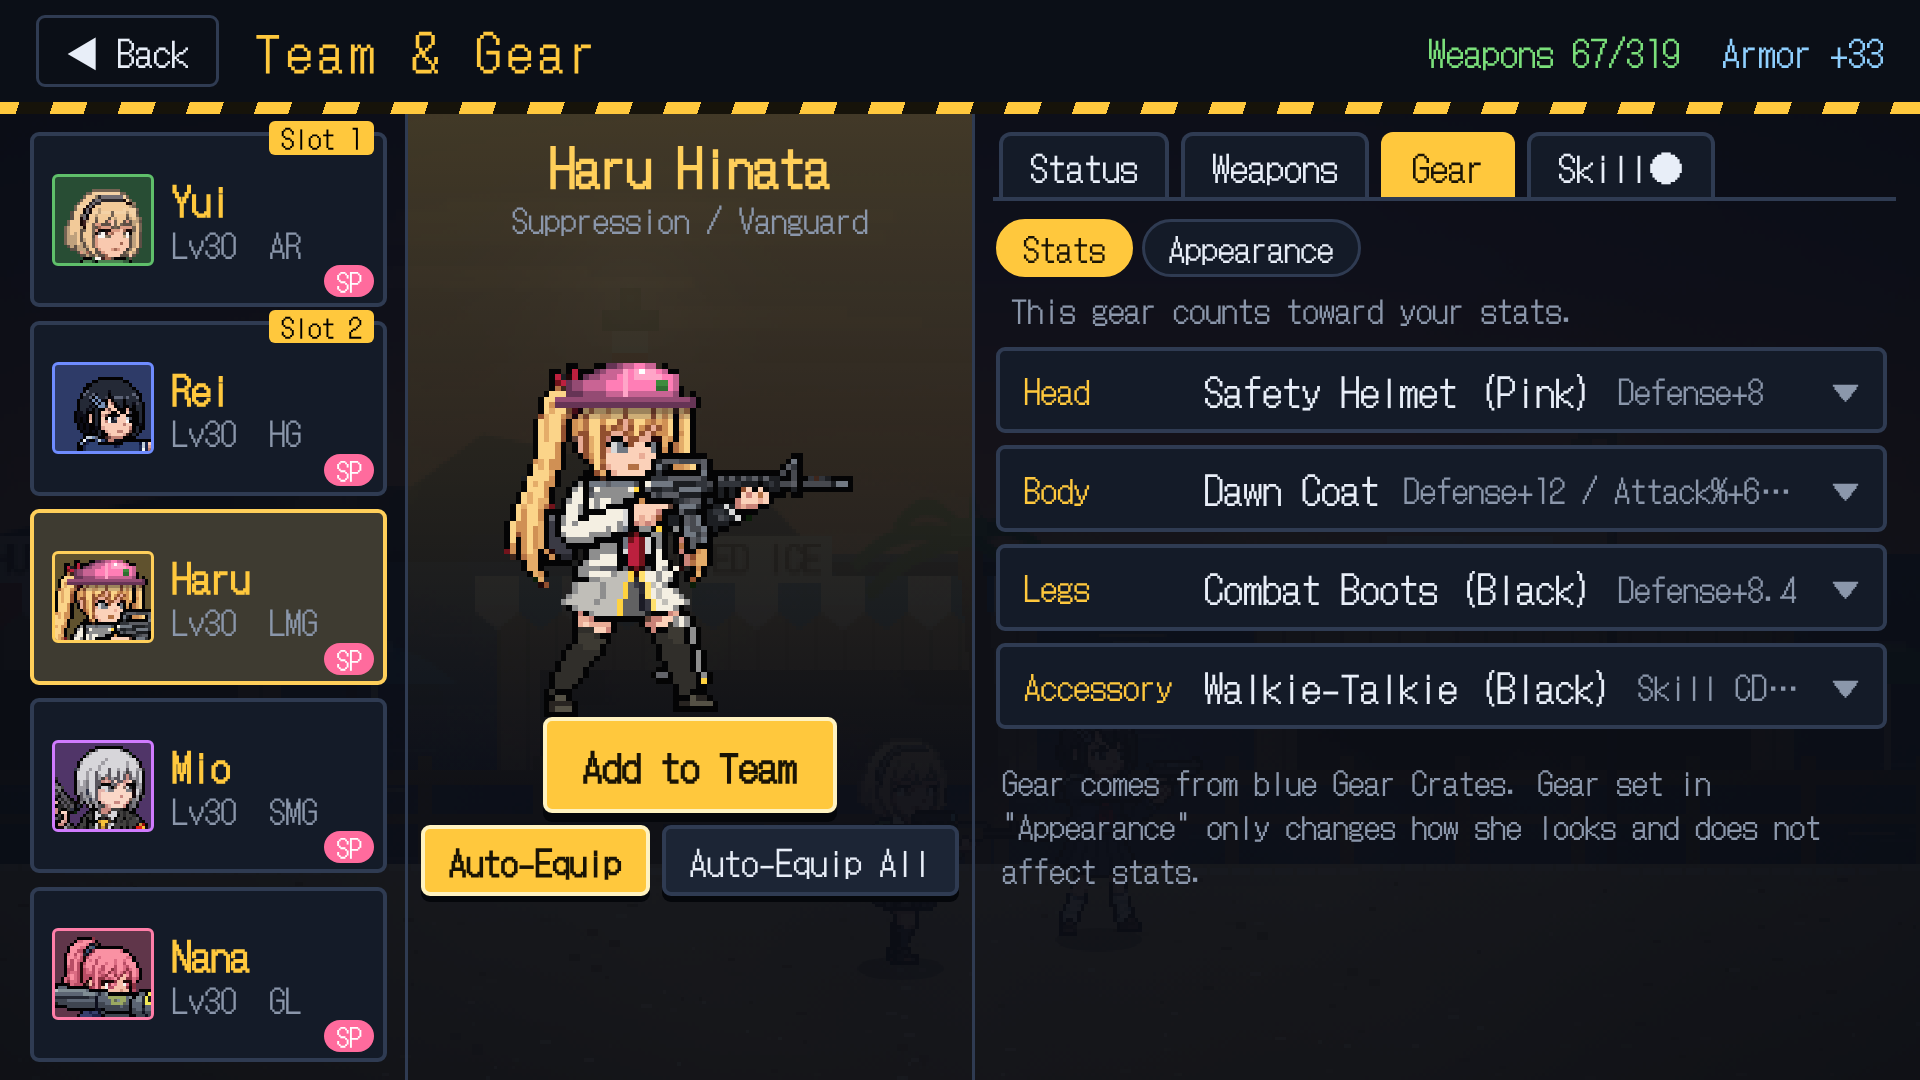 Back
Team & Gear
Weapons 67/319
Armor +33
Slot 1
Yui
Lv30 AR
SP
Slot 2
Rei
Lv30 HG
SP
Haru
Lv30 LMG
SP
Mio
Lv30 SMG
SP
Nana
Lv30 GL
SP
Haru Hinata
Suppression / Vanguard
Add to Team
Auto-Equip
Auto-Equip All
Status
Weapons
Gear
Skill
Stats
Appearance
This gear counts toward your stats.
Head Safety Helmet (Pink) Defense+8
Body Dawn Coat Defense+12 / Attack%+6…
Legs Combat Boots (Black) Defense+8.4
Accessory Walkie-Talkie (Black) Skill CD…
Gear comes from blue Gear Crates. Gear set in
"Appearance" only changes how she looks and does not
affect stats.